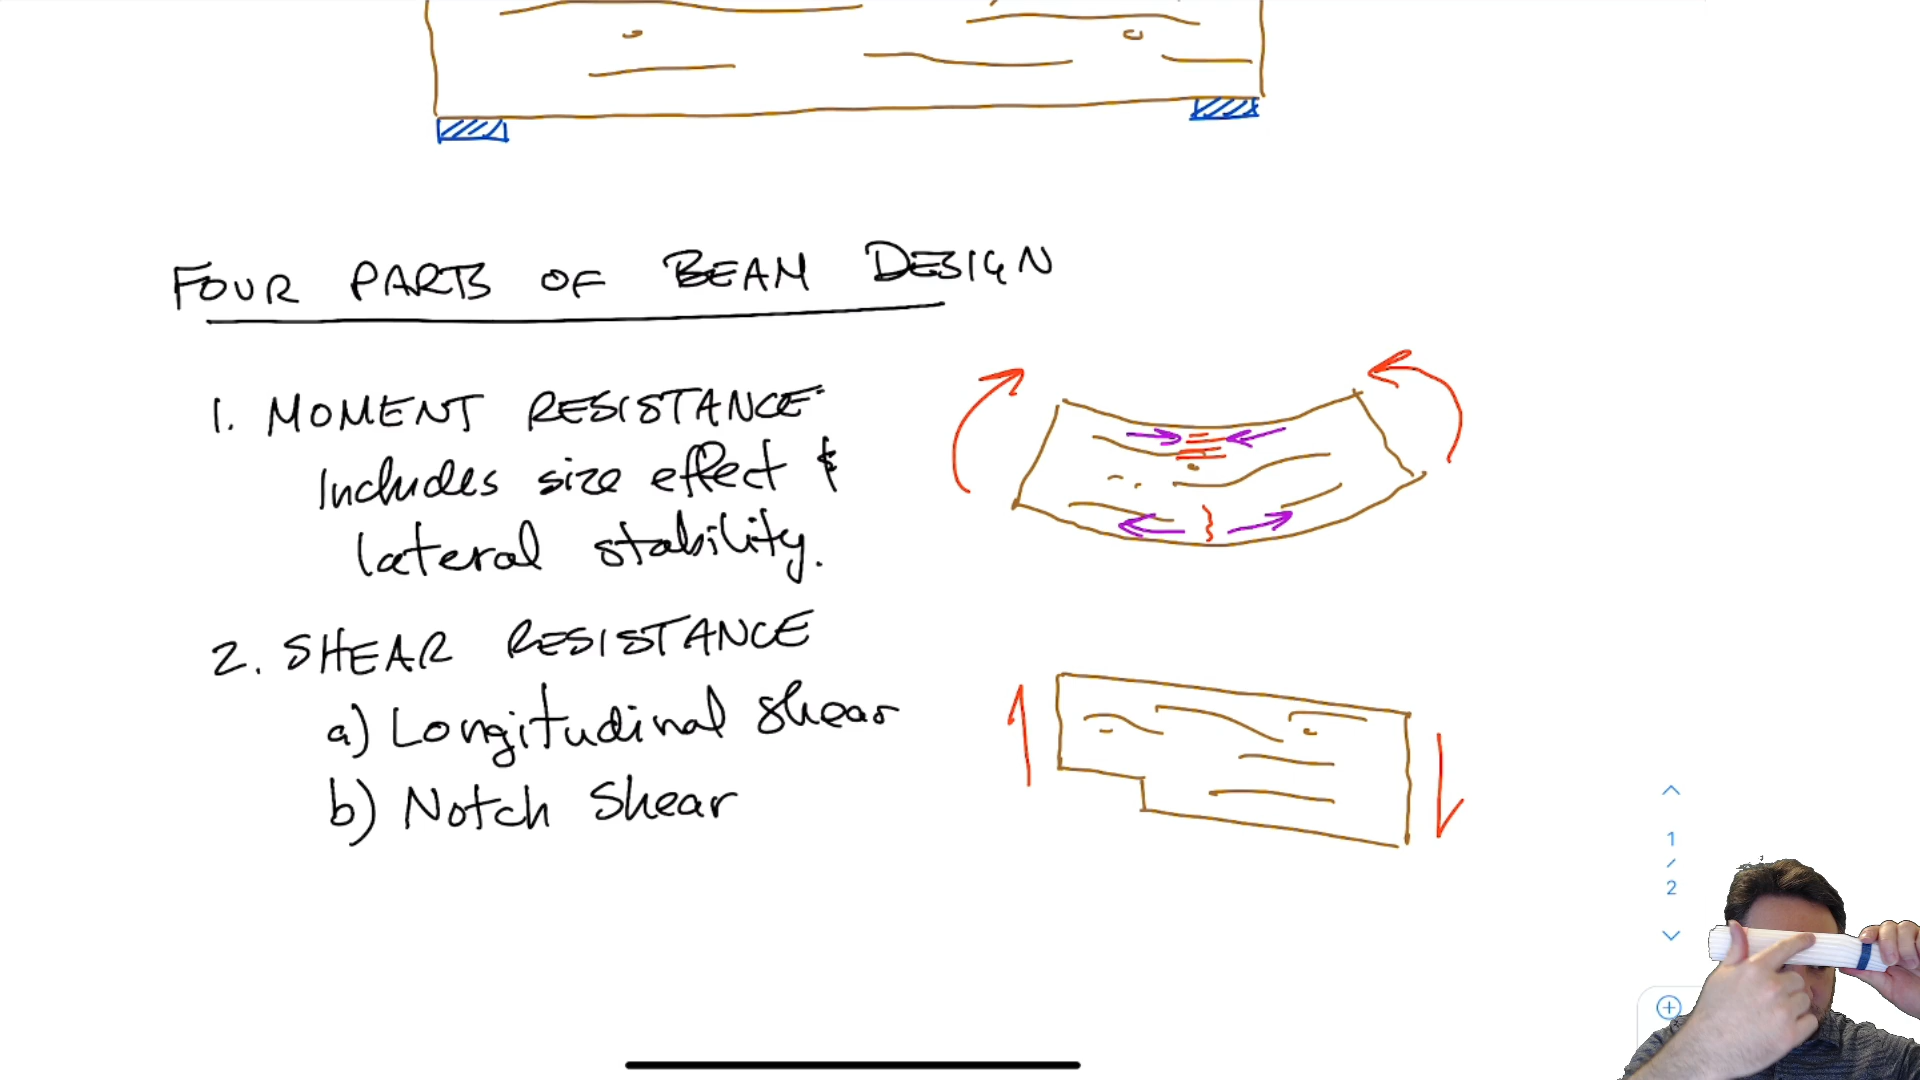 FOUR PARTS OF BEAM DESIGN
1. MOMENT RESISTANCE
Includes size effect &
lateral stability.
2. SHEAR RESISTANCE
a) Longitudinal shear
b) Notch Shear
1
/
2